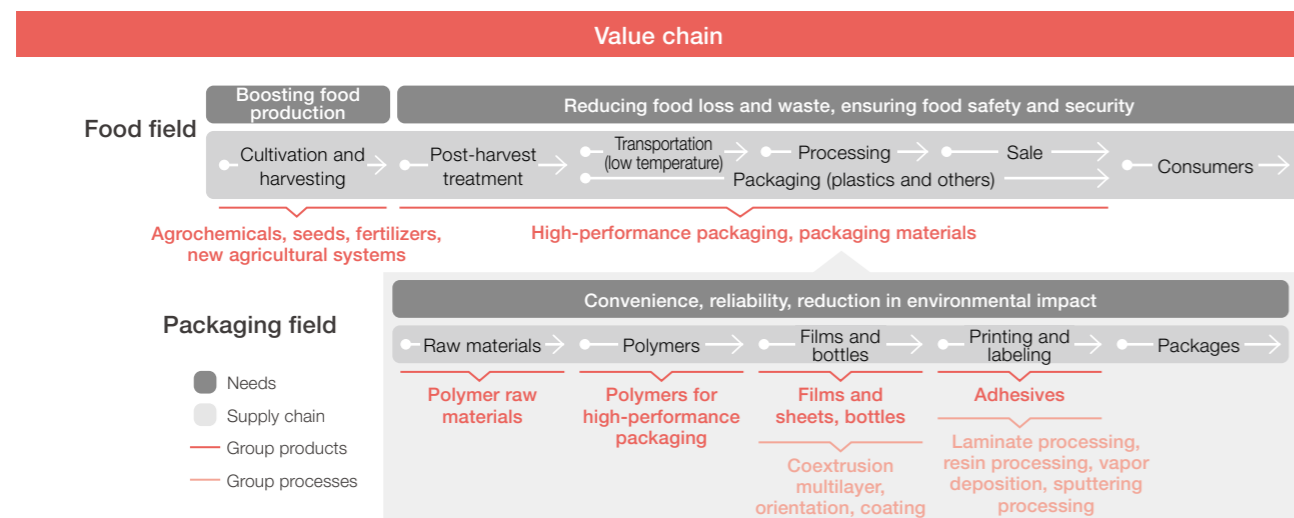 Value chain
Food field
Boosting food
production
Reducing food loss and waste, ensuring food safety and security
Cultivation and
harvesting
Post-harvest
treatment
Transportation
(low temperature)
Processing
Sale
Packaging (plastics and others)
Consumers
Agrochemicals, seeds, fertilizers,
new agricultural systems
High-performance packaging, packaging materials
Packaging field
Convenience, reliability, reduction in environmental impact
Raw materials
Polymers
Films and
bottles
Printing and
labeling
Packages
Polymer raw
materials
Polymers for
high-performance
packaging
Films and
sheets, bottles
Adhesives
Coextrusion
multilayer,
orientation, coating
Laminate processing,
resin processing, vapor
deposition, sputtering
processing
Needs
Supply chain
Group products
Group processes